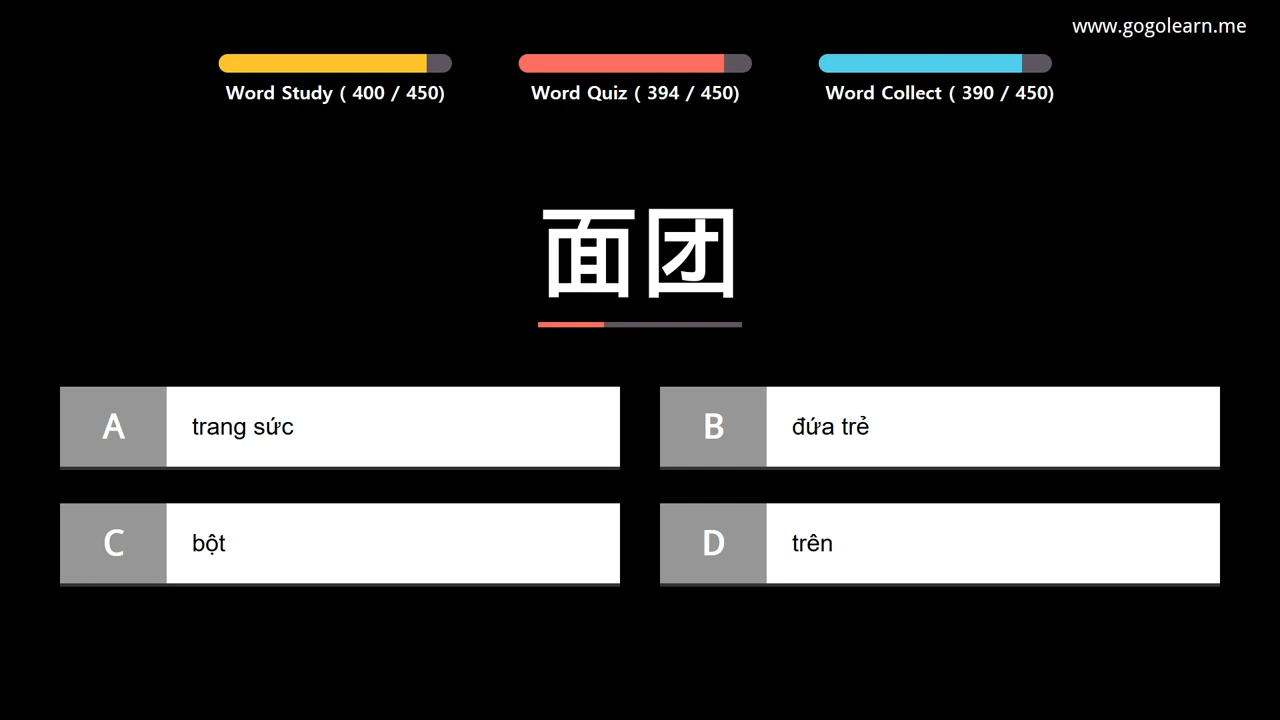 www.gogolearn.me
Word Study ( 400 / 450)
Word Quiz ( 394 / 450)
Word Collect ( 390 / 450)
面团
A trang sức
B đứa trẻ
C bột
D trên